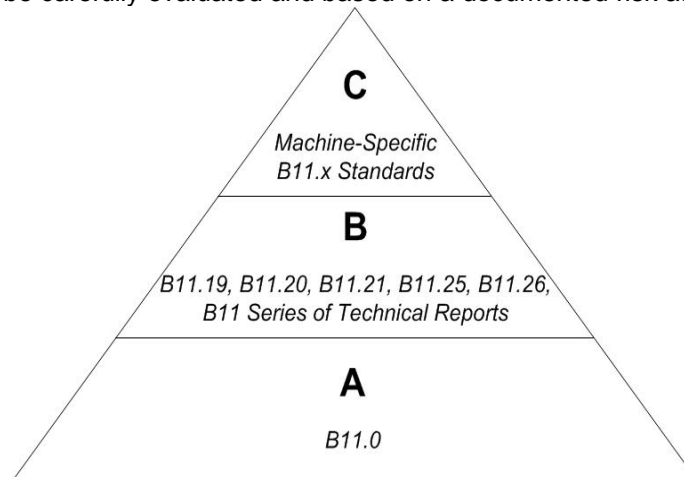 be carefully evaluated and based on a documented risk
C
Machine-Specific
B11.x Standards
B
B11.19, B11.20, B11.21, B11.25, B11.26,
B11 Series of Technical Reports
A
B11.0